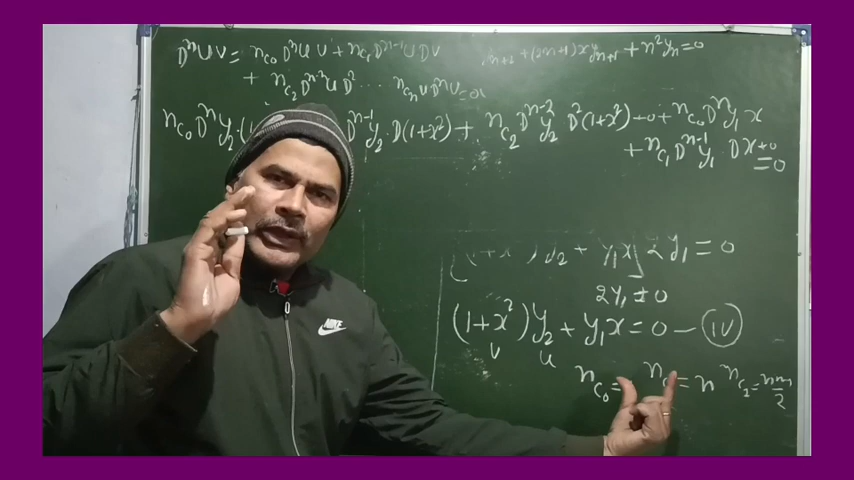 DⁿUV = nC₀ DⁿU V + nC₁ Dⁿ⁻¹U DV
+ nC₂ Dⁿ⁻²U D² ... nCₙ U DⁿV = 0
+ (2n+1)xyₙ₊₁ + n²yₙ = 0
nC₀ Dⁿy₂.(1 Dⁿ⁻¹y₂ . D(1+x²) + nC₂ Dⁿ⁻²y₂ D²(1+x²) + 0 + nC₀ Dⁿy₁ x
+ nC₁ Dⁿ⁻¹y₁ Dx + 0
= 0
y₂ + y₁x] 2y₁ = 0
2y₁ ≠ 0
(1+x²)y₂ + y₁x = 0 — (IV)
v u
nC₀ = nC = n nC₂ =
2
NIKE